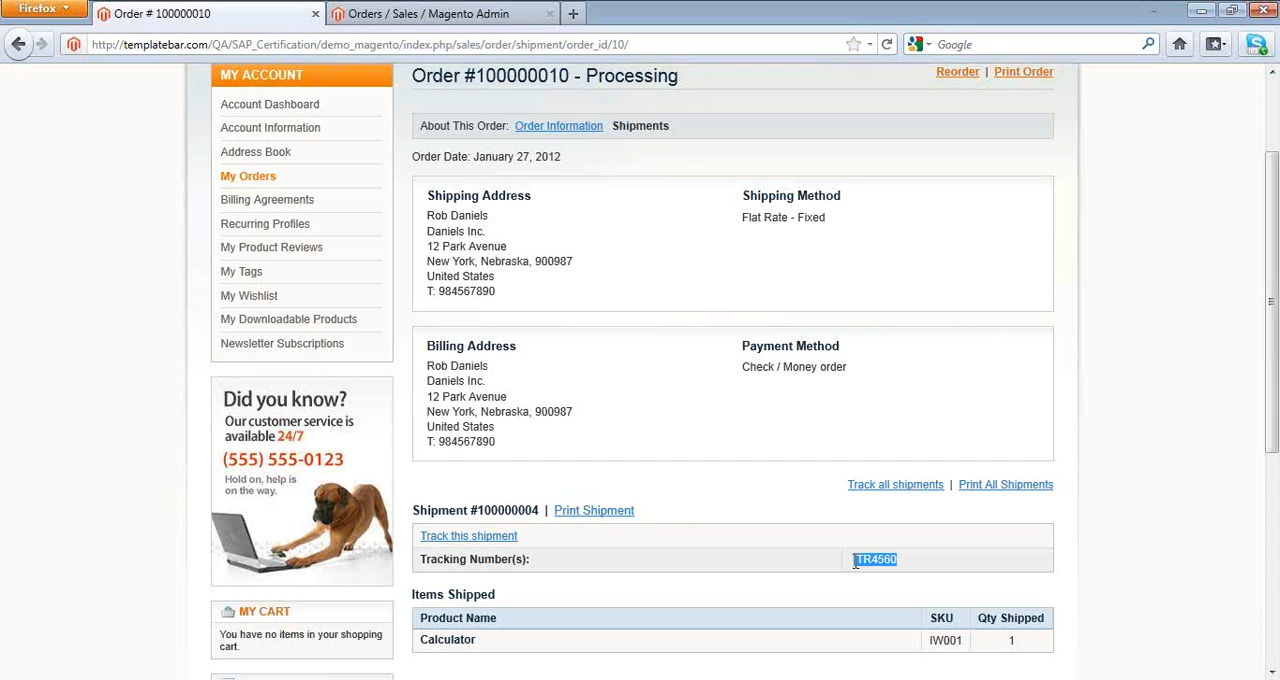 Firefox
Order # 100000010
Orders / Sales / Magento Admin
http://templatebar.com/QA/SAP_Certification/demo_magento/index.php/sales/order/shipment/order_id/10/
Google
MY ACCOUNT
Account Dashboard
Account Information
Address Book
My Orders
Billing Agreements
Recurring Profiles
My Product Reviews
My Tags
My Wishlist
My Downloadable Products
Newsletter Subscriptions
Did you know?
Our customer service is
available 24/7
(555) 555-0123
Hold on, help is
on the way.
MY CART
You have no items in your shopping
cart.
Order #100000010 - Processing
Reorder | Print Order
About This Order: Order Information Shipments
Order Date: January 27, 2012
Shipping Address
Rob Daniels
Daniels Inc.
12 Park Avenue
New York, Nebraska, 900987
United States
T: 984567890
Shipping Method
Flat Rate - Fixed
Billing Address
Rob Daniels
Daniels Inc.
12 Park Avenue
New York, Nebraska, 900987
United States
T: 984567890
Payment Method
Check / Money order
Track all shipments | Print All Shipments
Shipment #100000004 | Print Shipment
Track this shipment
Tracking Number(s): TR4560
Items Shipped
Product Name SKU Qty Shipped
Calculator IW001 1